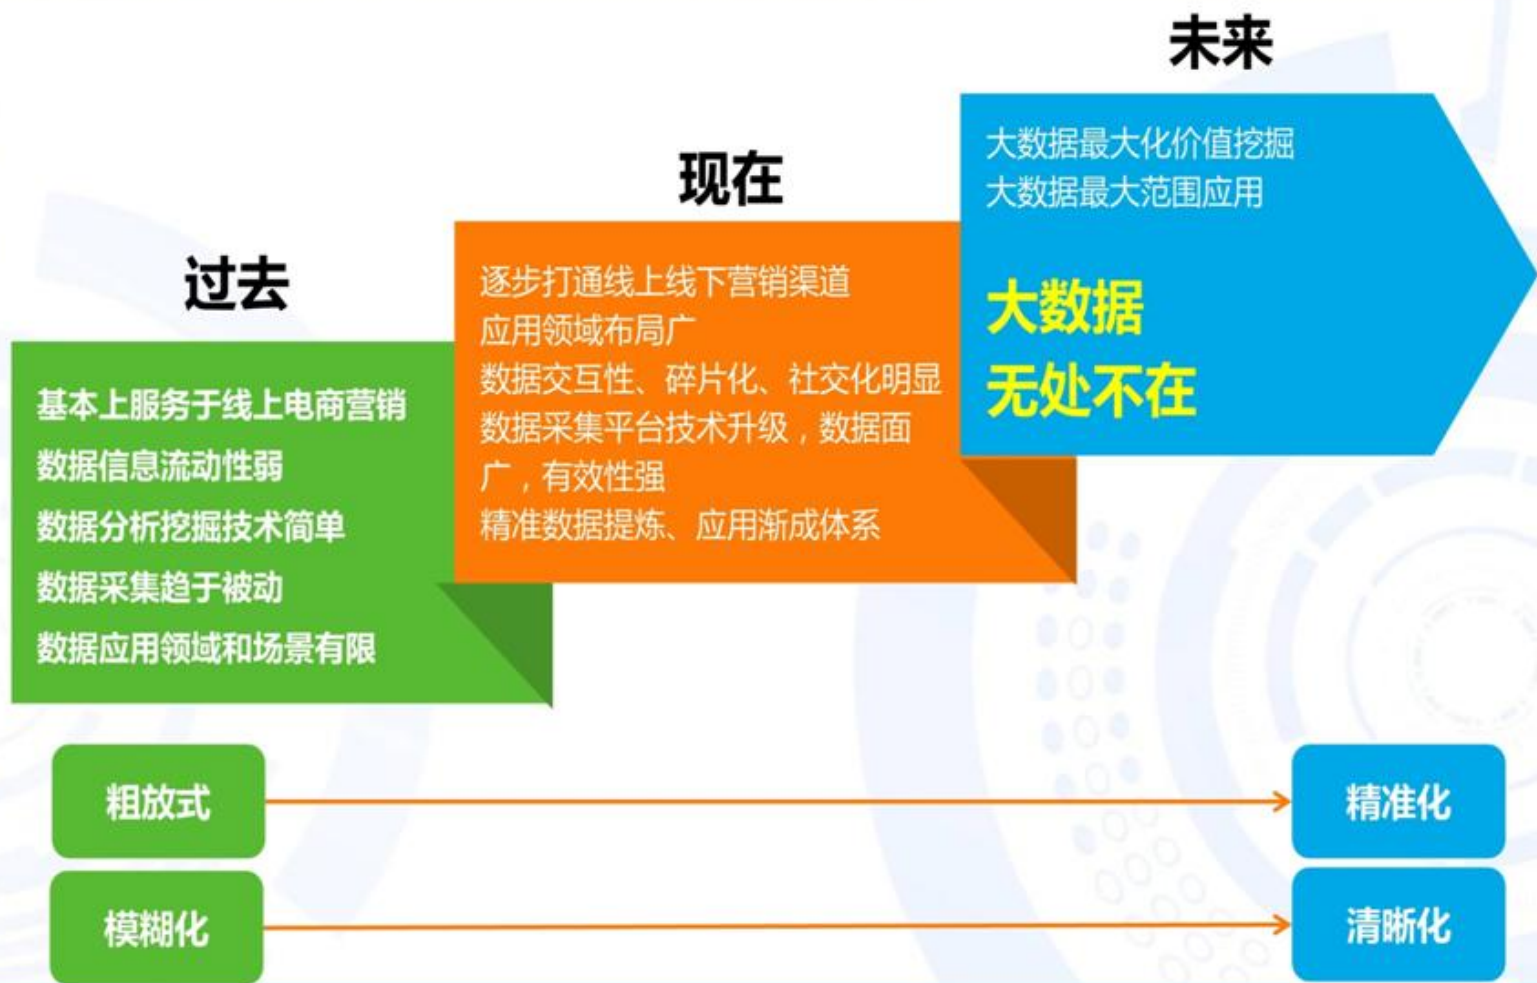 过去
基本上服务于线上电商营销
数据信息流动性弱
数据分析挖掘技术简单
数据采集趋于被动
数据应用领域和场景有限
现在
逐步打通线上线下营销渠道
应用领域布局广
数据交互性、碎片化、社交化明显
数据采集平台技术升级，数据面
广，有效性强
精准数据提炼、应用渐成体系
未来
大数据最大化价值挖掘
大数据最大范围应用
大数据
无处不在
粗放式
精准化
模糊化
清晰化